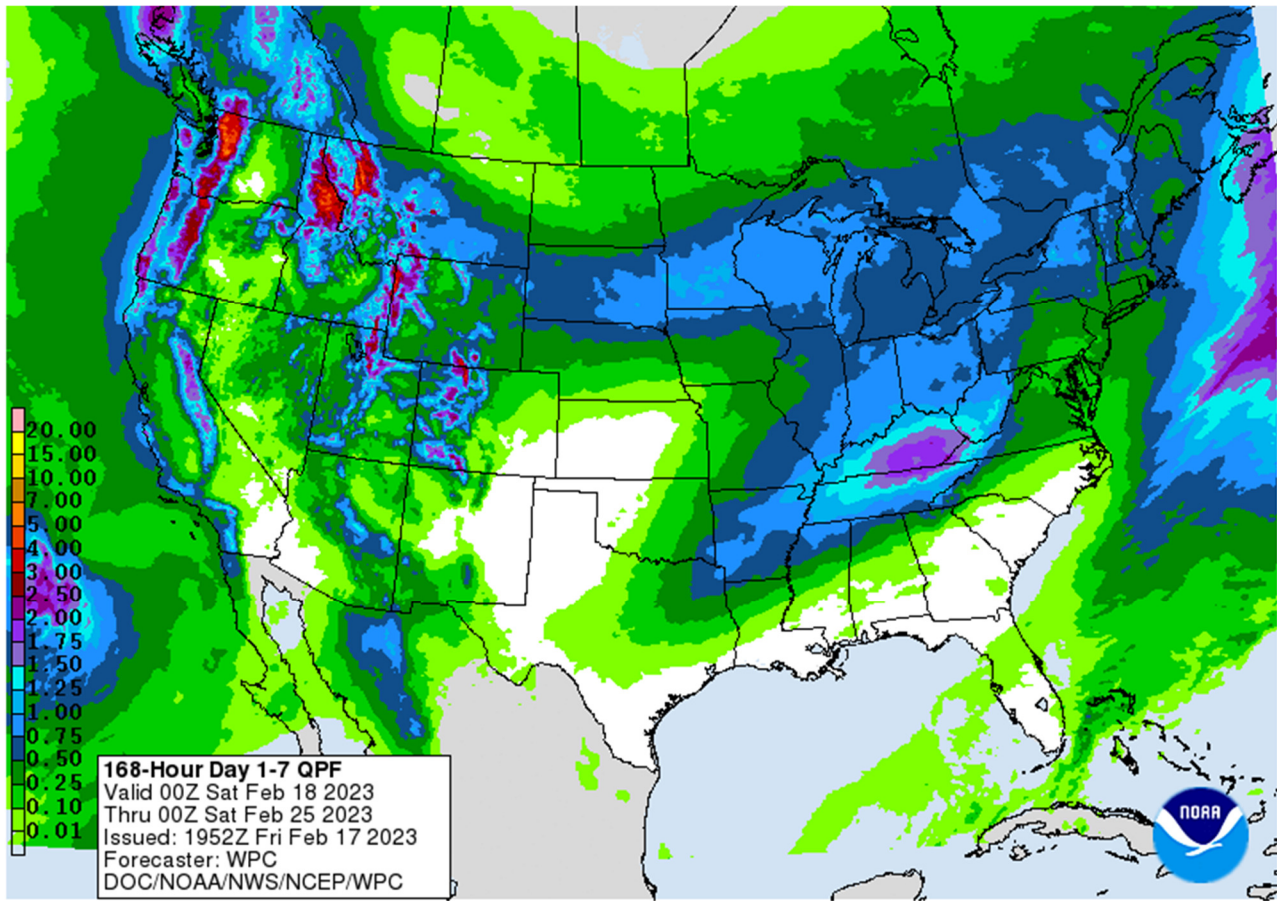 20.00
15.00
10.00
7.00
5.00
4.00
3.00
2.50
2.00
1.75
1.50
1.25
1.00
0.75
0.50
0.25
0.10
0.01
168-Hour Day 1-7 QPF
Valid 00Z Sat Feb 18 2023
Thru 00Z Sat Feb 25 2023
Issued: 1952Z Fri Feb 17 2023
Forecaster: WPC
DOC/NOAA/NWS/NCEP/WPC
NOAA